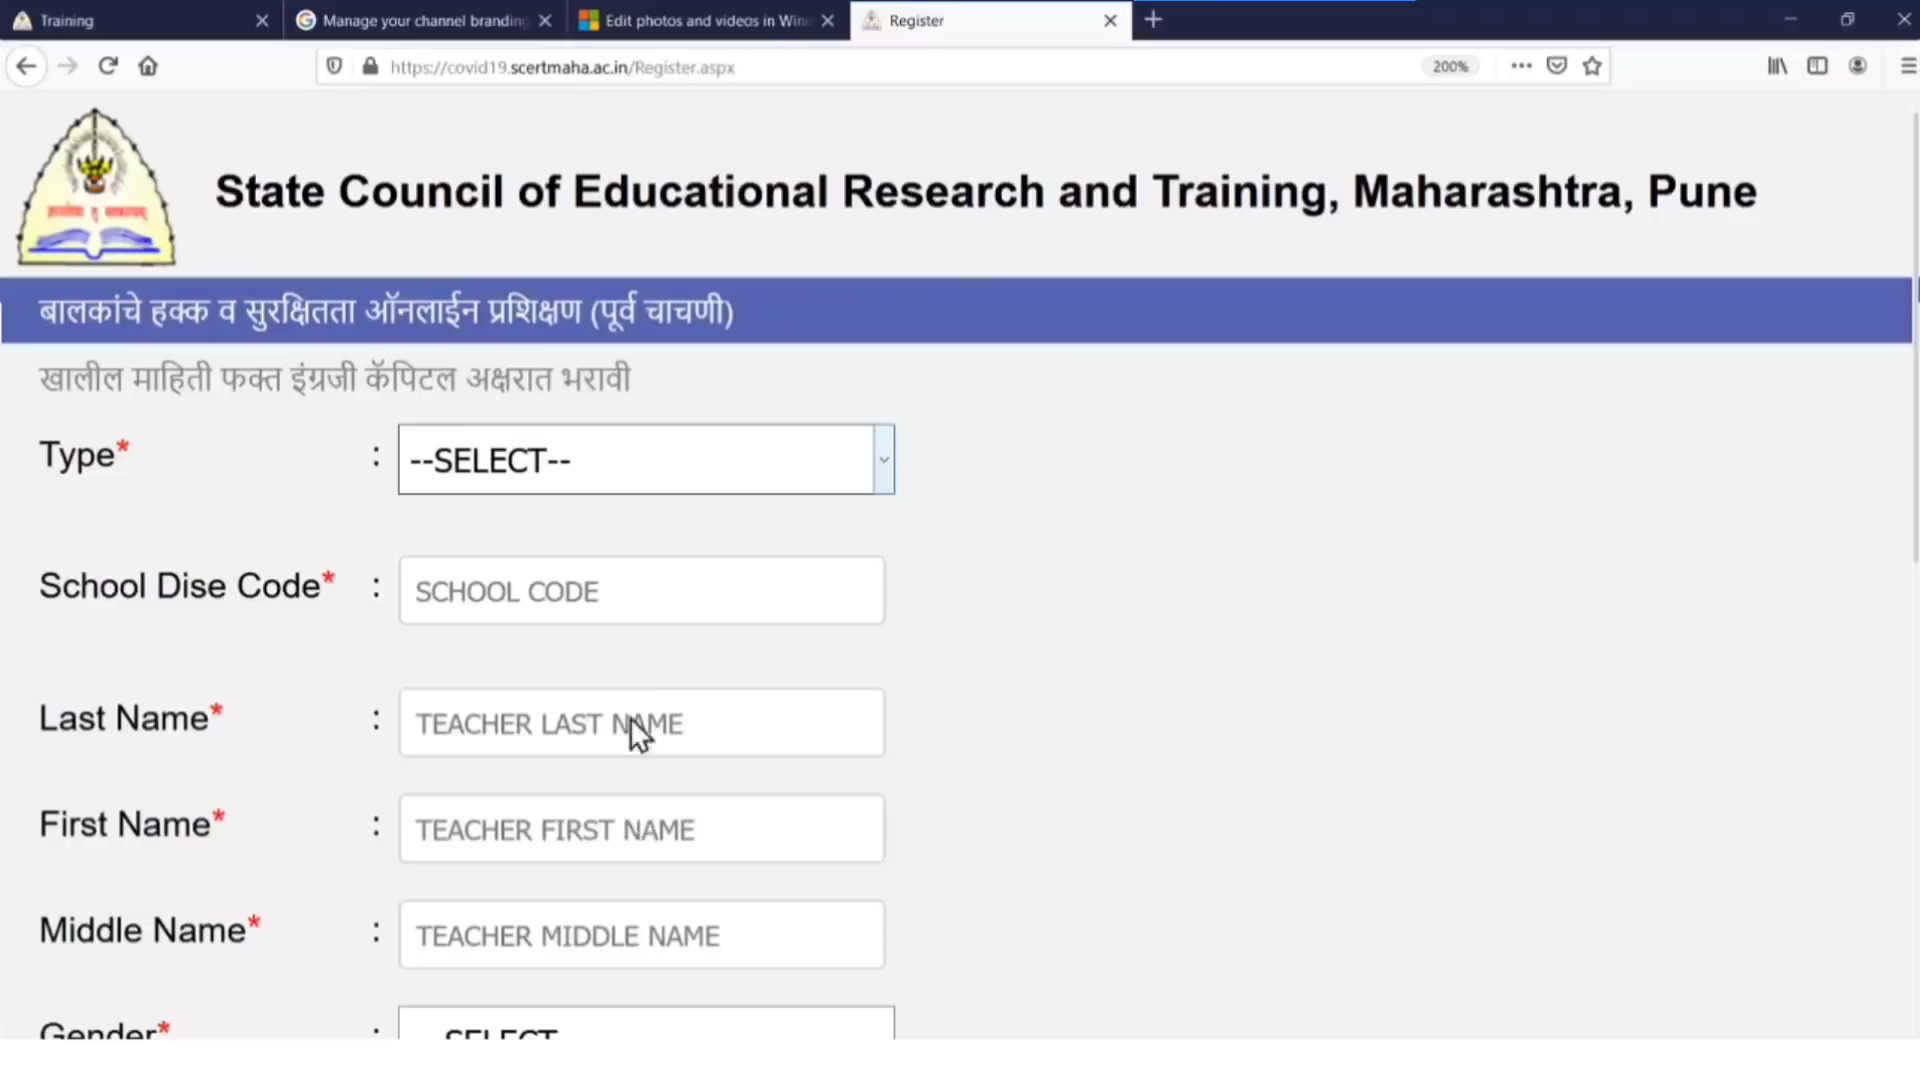 Training
Manage your channel branding
Edit photos and videos in Win
Register
https://covid19.scertmaha.ac.in/Register.aspx
200%
State Council of Educational Research and Training, Maharashtra, Pune
बालकांचे हक्क व सुरक्षितता ऑनलाईन प्रशिक्षण (पूर्व चाचणी)
खालील माहिती फक्त इंग्रजी कॅपिटल अक्षरात भरावी
Type* : --SELECT--
School Dise Code* : SCHOOL CODE
Last Name* : TEACHER LAST NAME
First Name* : TEACHER FIRST NAME
Middle Name* : TEACHER MIDDLE NAME
Gender* : --SELECT--